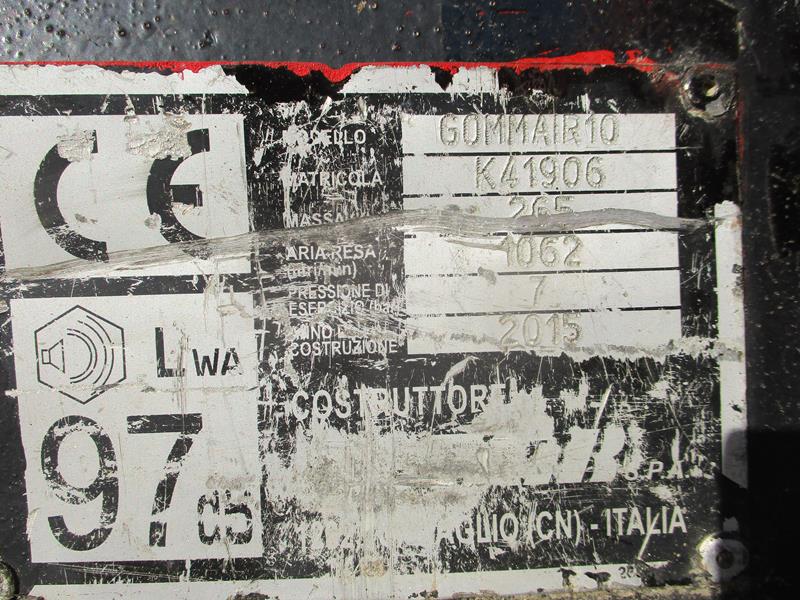 CE
MODELLO GOMMAIR10
MATRICOLA K41906
MASSA 265
ARIA RESA 1062
PRESSIONE DI 7
ESERCIZIO
ANNO E
COSTRUZIONE 2015
LWA
97 dB
COSTRUTTORE
S.P.A.
(CN) - ITALIA